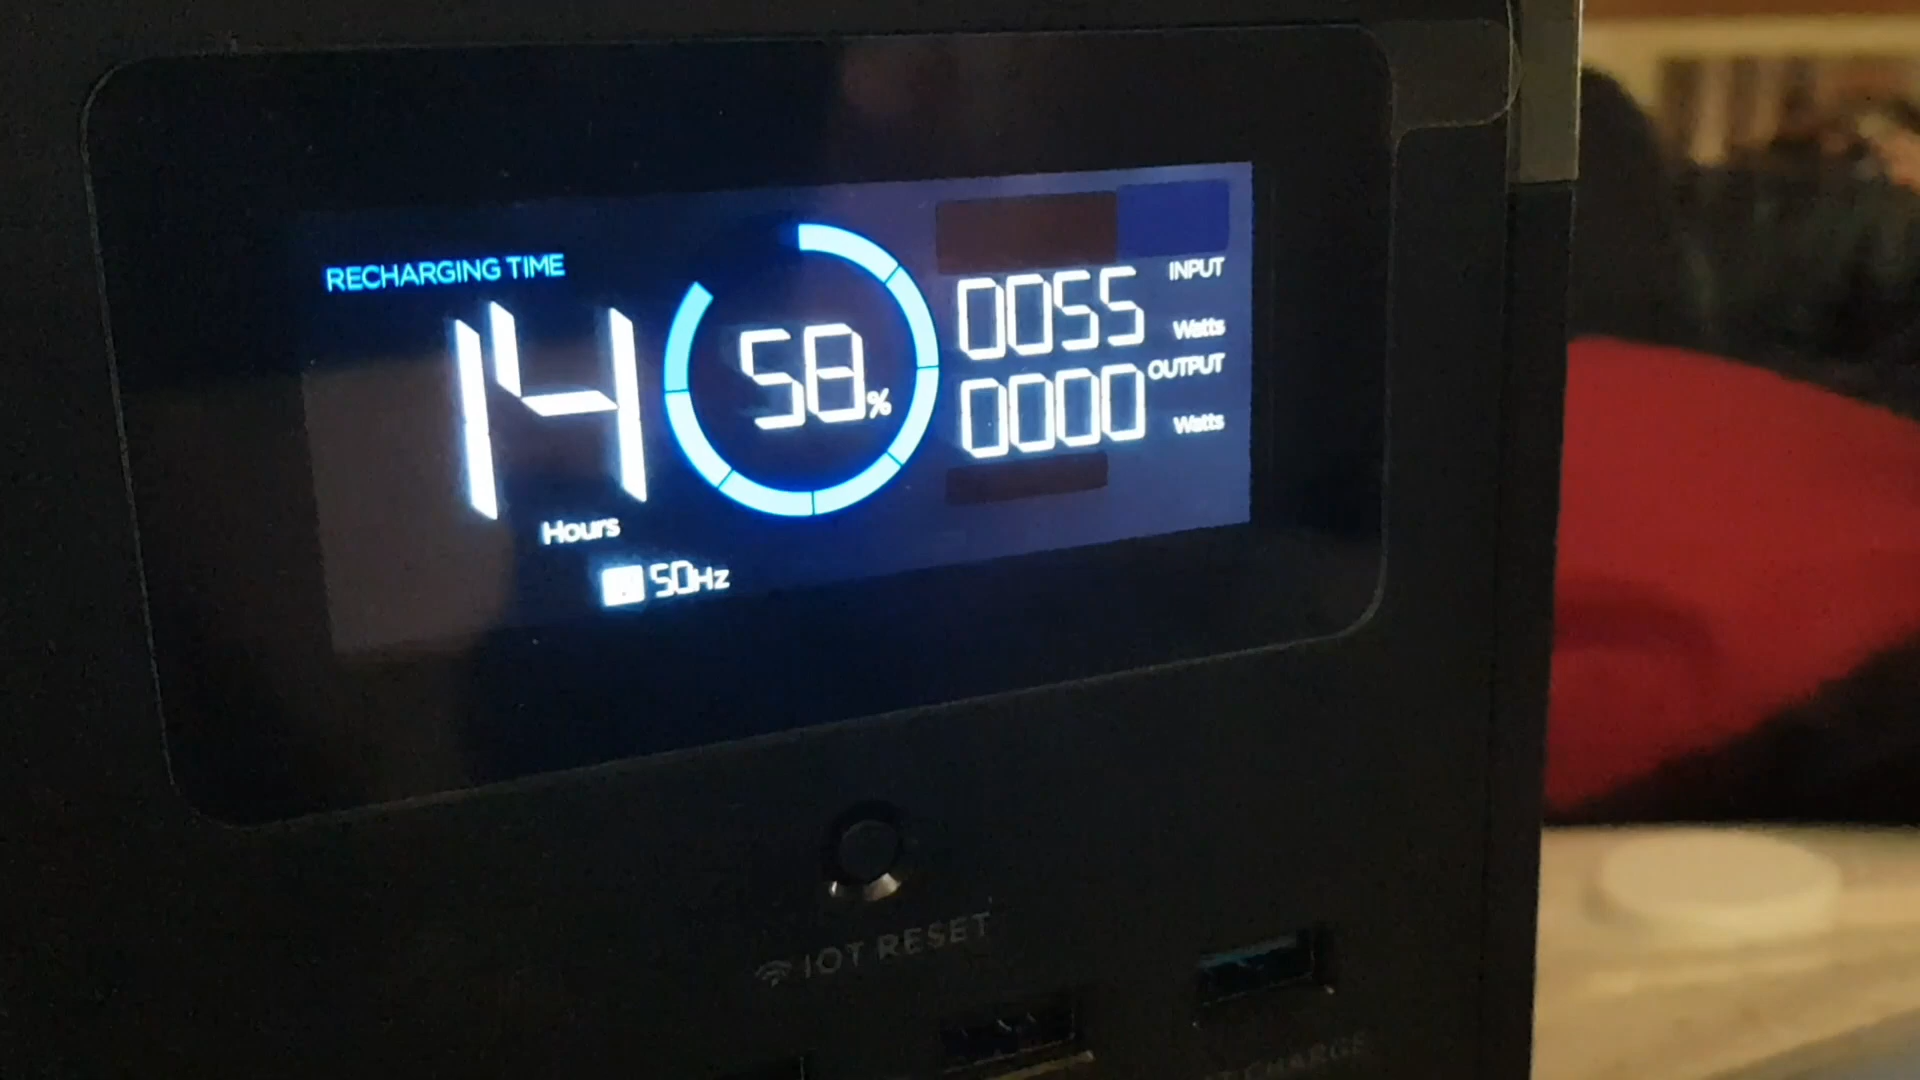 RECHARGING TIME
14
Hours
58%
0055 INPUT
Watts
0000 OUTPUT
Watts
50Hz
IOT RESET